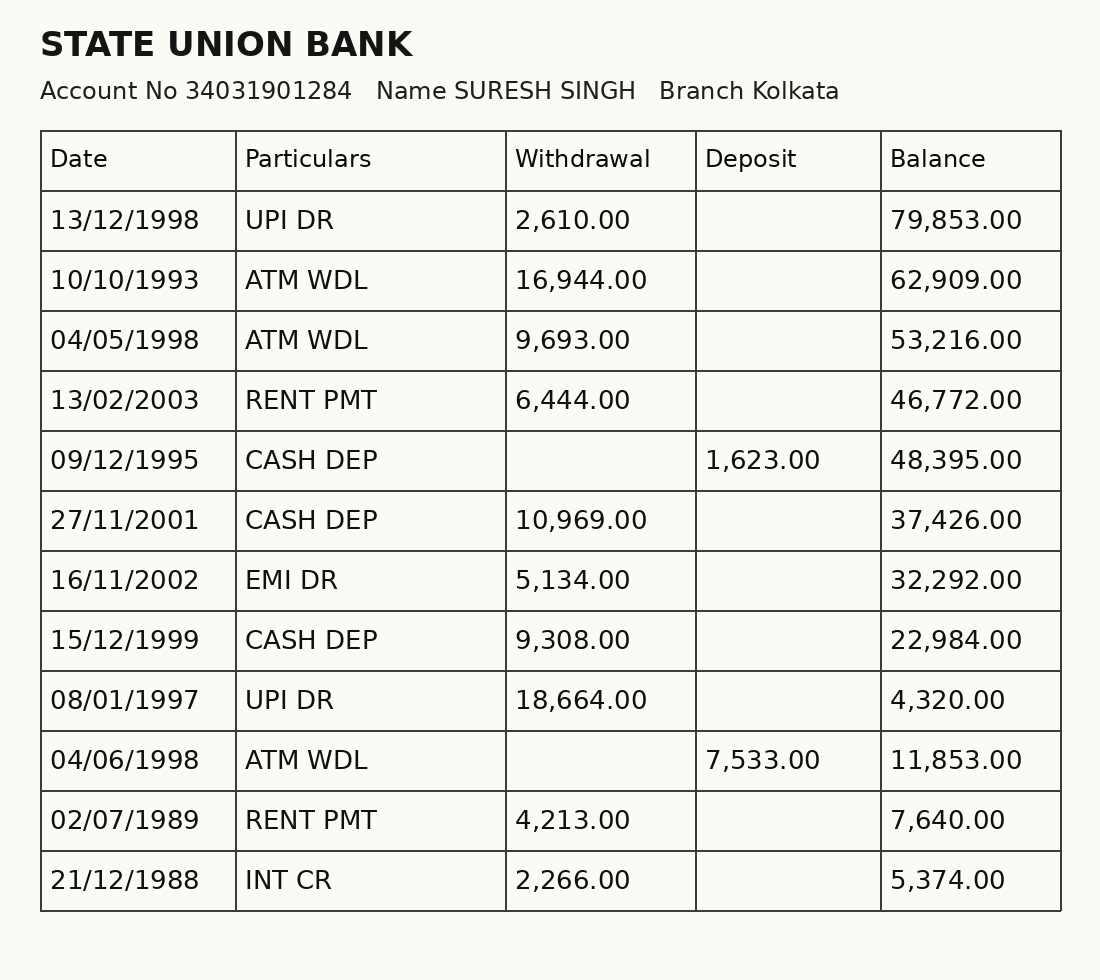 STATE UNION BANK
Account No 34031901284 Name SURESH SINGH Branch Kolkata
Date Particulars Withdrawal Deposit Balance
13/12/1998 UPI DR 2,610.00 79,853.00
10/10/1993 ATM WDL 16,944.00 62,909.00
04/05/1998 ATM WDL 9,693.00 53,216.00
13/02/2003 RENT PMT 6,444.00 46,772.00
09/12/1995 CASH DEP 1,623.00 48,395.00
27/11/2001 CASH DEP 10,969.00 37,426.00
16/11/2002 EMI DR 5,134.00 32,292.00
15/12/1999 CASH DEP 9,308.00 22,984.00
08/01/1997 UPI DR 18,664.00 4,320.00
04/06/1998 ATM WDL 7,533.00 11,853.00
02/07/1989 RENT PMT 4,213.00 7,640.00
21/12/1988 INT CR 2,266.00 5,374.00